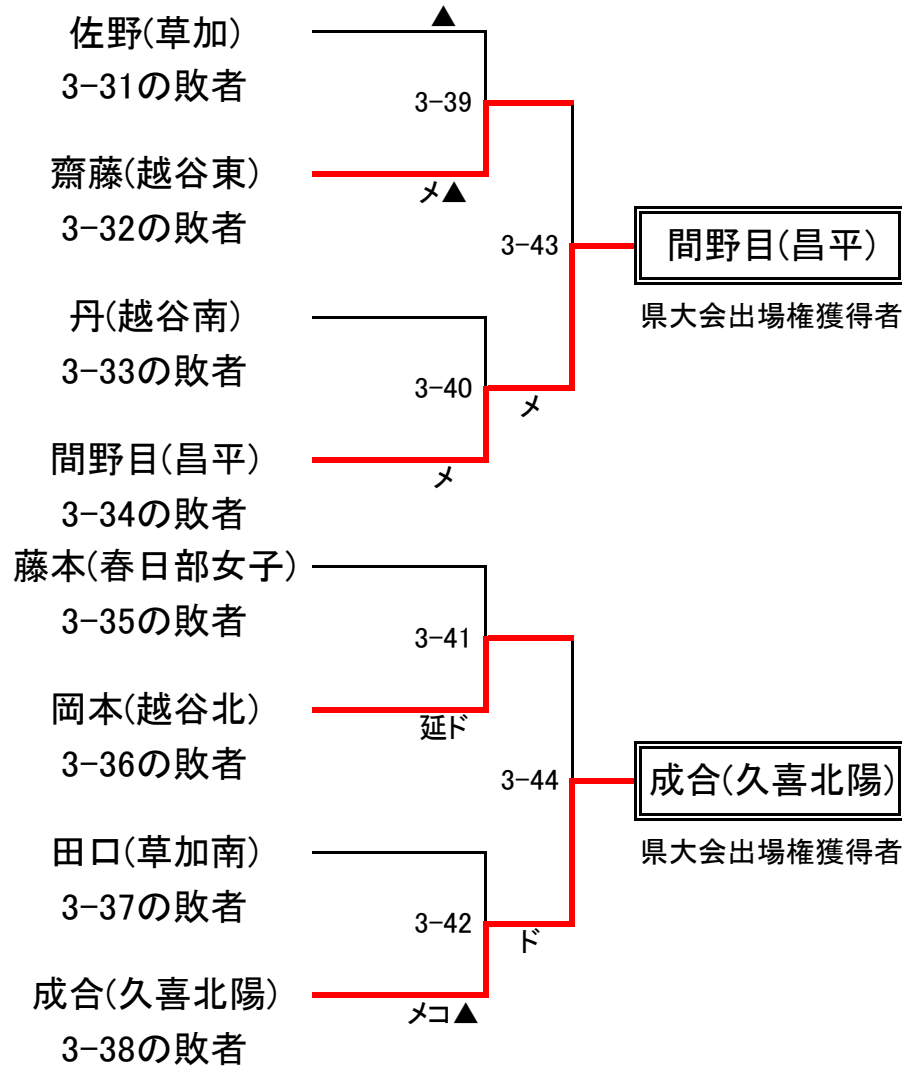 ▲
佐野(草加)
3-31の敗者
3-39
齋藤(越谷東)
メ▲
3-32の敗者
3-43
間野目(昌平)
県大会出場権獲得者
丹(越谷南)
3-33の敗者
3-40
メ
間野目(昌平)
メ
3-34の敗者
藤本(春日部女子)
3-35の敗者
3-41
岡本(越谷北)
延ド
3-36の敗者
3-44
成合(久喜北陽)
県大会出場権獲得者
田口(草加南)
3-37の敗者
3-42
ド
成合(久喜北陽)
メコ▲
3-38の敗者